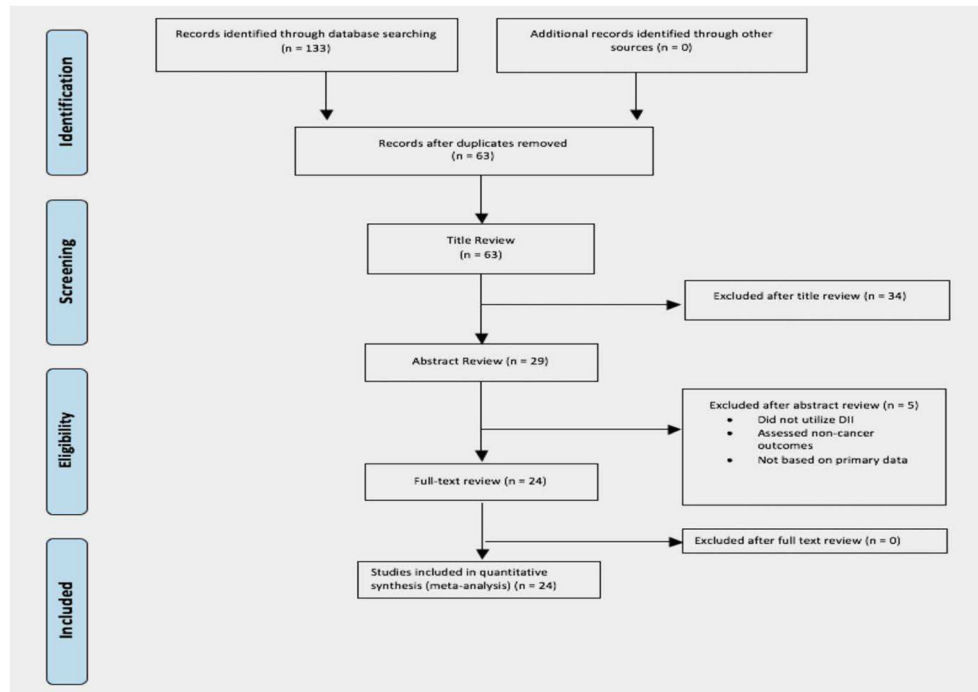 Identification
Records identified through database searching
(n = 133)
Additional records identified through other
sources (n = 0)
Records after duplicates removed
(n = 63)
Screening
Title Review
(n = 63)
Excluded after title review (n = 34)
Abstract Review (n = 29)
Eligibility
Excluded after abstract review (n = 5)
• Did not utilize DII
• Assessed non-cancer
outcomes
• Not based on primary data
Full-text review (n = 24)
Excluded after full text review (n = 0)
Included
Studies included in quantitative
synthesis (meta-analysis) (n = 24)